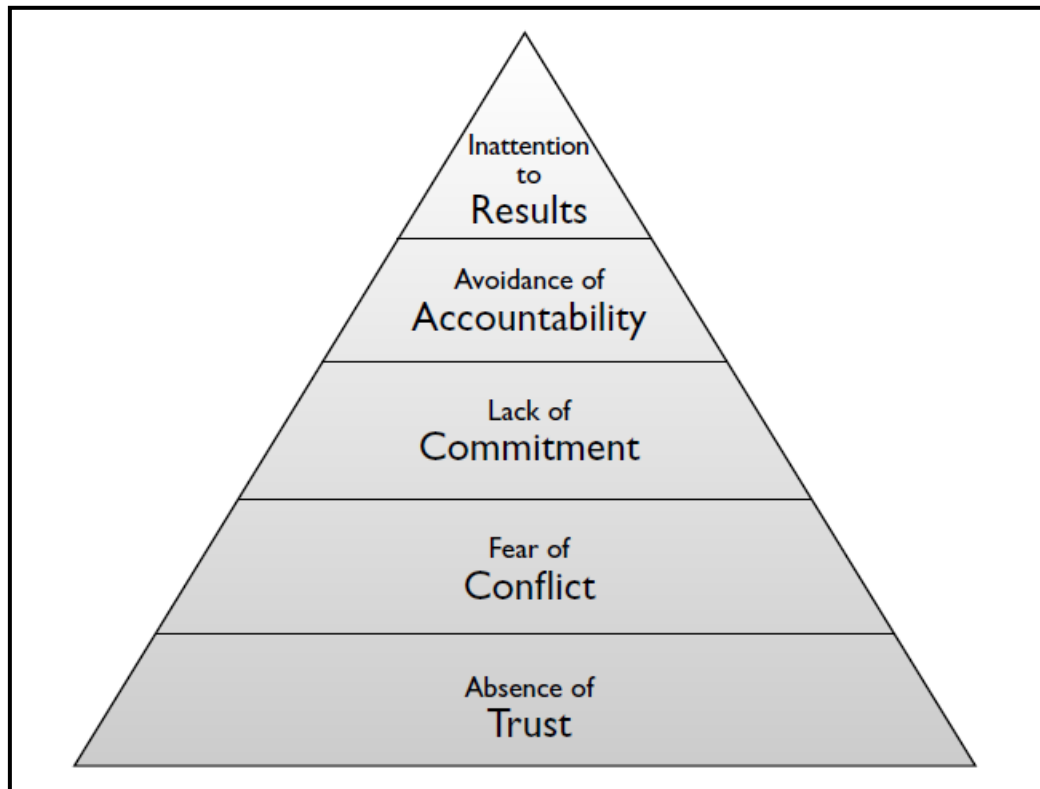 Inattention
to
Results
Avoidance of
Accountability
Lack of
Commitment
Fear of
Conflict
Absence of
Trust